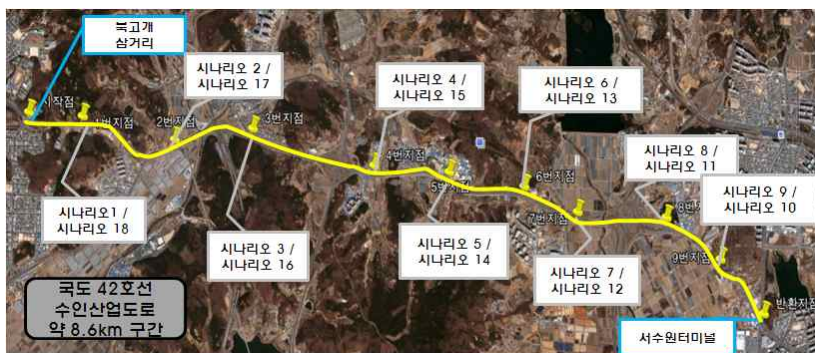 북고개
삼거리
시작점
1번지점
시나리오 2 /
시나리오 17
2번지점
3번지점
시나리오 4 /
시나리오 15
4번지점
5번지점
시나리오 6 /
시나리오 13
6번지점
7번지점
시나리오 8 /
시나리오 11
시나리오 9 /
시나리오 10
9번지점
반환지점
시나리오1 /
시나리오 18
시나리오 3 /
시나리오 16
시나리오 5 /
시나리오 14
시나리오 7 /
시나리오 12
국도 42호선
수인산업도로
약 8.6km 구간
서수원터미널